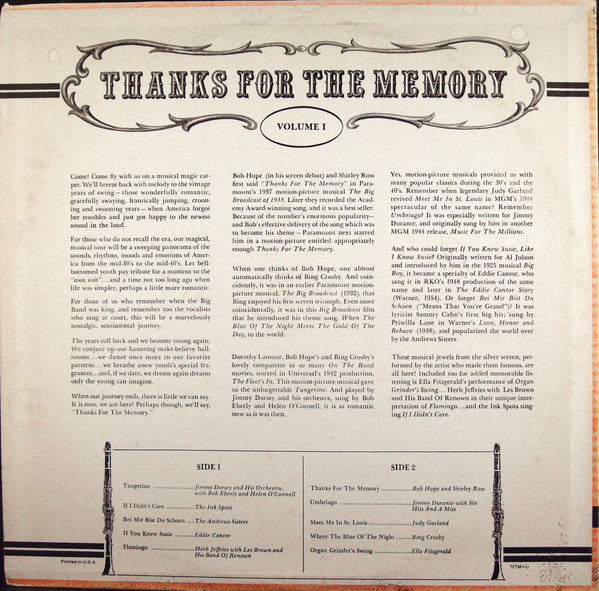 THANKS FOR THE MEMORY
VOLUME I
Come! Come fly with us on a musical magic car-
pet. We'll breeze back with melody to the vintage
years of swing—those wonderfully romantic,
gracefully swaying, frantically jumping, croon-
ing and swooning years—when America forgot
her troubles and just got happy to the newest
sound in the land.
For those who do not recall the era, our magical,
musical tour will be a sweeping panorama of the
sounds, rhythms, moods and emotions of Amer-
ica from the mid-30's to the mid-40's. Let bell-
bottomed youth pay tribute for a moment to the
"zoot suit"...and a time not too long ago when
life was simpler, perhaps a little more romantic.
For those of us who remember when the Big
Band was king, and remember too the vocalists
who sang at court, this will be a marvelously
nostalgic, sentimental journey.
The years roll back and we become young again.
We conjure up our haunting make-believe ball-
rooms...we dance once more in our favorite
patterns...we breathe anew youth's special fra-
grances...and, if we dare, we dream again dreams
only the young can imagine.
When our journey ends, there is little we can say.
It is now, we are here! Perhaps though, we'll say,
"Thanks For The Memory."
Bob Hope (in his screen debut) and Shirley Ross
first said "Thanks For The Memory" in Para-
mount's 1937 motion-picture musical The Big
Broadcast of 1938. Later they recorded the Acad-
emy Award-winning song, and it was a best seller.
Because of the number's enormous popularity—
and Bob's effective delivery of the song which was
to become his theme—Paramount next starred
him in a motion picture entitled appropriately
enough Thanks For The Memory.
When one thinks of Bob Hope, one almost
automatically thinks of Bing Crosby. And coin-
cidently, it was in an earlier Paramount motion-
picture musical, The Big Broadcast (1932), that
Bing enjoyed his first screen triumph. Even more
coincidentally, it was in this Big Broadcast film
that he introduced his theme song, When The
Blue Of The Night Meets The Gold Of The
Day, to the world.
Dorothy Lamour, Bob Hope's and Bing Crosby's
lovely compatriot in so many On The Road
movies, starred in Universal's 1942 production,
The Fleet's In. This motion-picture musical gave
us the unforgettable Tangerine. And played by
Jimmy Dorsey and his orchestra, sung by Bob
Eberly and Helen O'Connell, it is as romantic
now as it was then.
Yes, motion-picture musicals provided us with
many popular classics during the 30's and the
40's. Remember when legendary Judy Garland
revived Meet Me In St. Louis in MGM's 1944
spectacular of the same name? Remember
Umbriago? It was especially written for Jimmy
Durante, and originally sung by him in another
MGM 1944 release, Music For The Millions.
And who could forget If You Knew Susie, Like
I Know Susie? Originally written for Al Jolson
and introduced by him in the 1925 musical Big
Boy, it became a specialty of Eddie Cantor, who
sang it in RKO's 1948 production of the same
name and later in The Eddie Cantor Story
(Warner, 1954). Or forget Bei Mir Bist Du
Schoen ("Means That You're Grand")? It was
lyricist Sammy Cahn's first big hit; sung by
Priscilla Lane in Warner's Love, Honor and
Behave (1938), and popularized the world over
by the Andrews Sisters.
These musical jewels from the silver screen, per-
formed by the artist who made them famous, are
all here! Included too for added memorable lis-
tening is Ella Fitzgerald's performance of Organ
Grinder's Swing...Herb Jeffries with Les Brown
and His Band Of Renown in their unique inter-
pretation of Flamingo...and the Ink Spots sing-
ing If I Didn't Care.
SIDE 1
Tangerine Jimmy Dorsey and His Orchestra,
with Bob Eberly and Helen O'Connell
If I Didn't Care The Ink Spots
Bei Mir Bist Du Schoen The Andrews Sisters
If You Knew Susie Eddie Cantor
Flamingo Herb Jeffries with Les Brown and
His Band Of Renown
SIDE 2
Thanks For The Memory Bob Hope and Shirley Ross
Umbriago Jimmy Durante with Six
Hits And A Miss
Meet Me In St. Louis Judy Garland
Where The Blue Of The Night Bing Crosby
Organ Grinder's Swing Ella Fitzgerald
Printed in U.S.A.